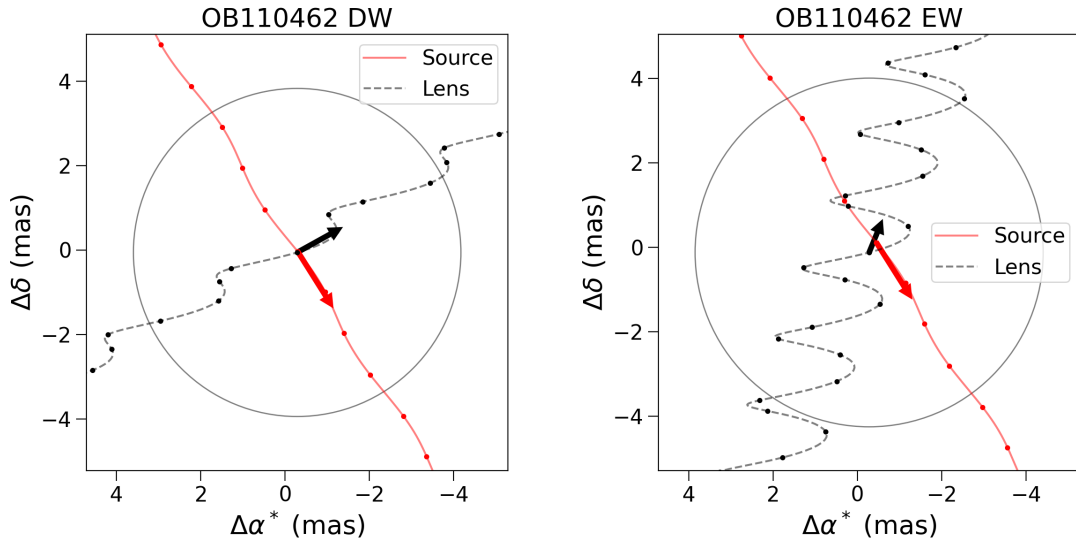 OB110462 DW
Source
Lens
4
2
0
−2
−4
Δδ (mas)
4
2
0
−2
−4
Δα* (mas)
OB110462 EW
Source
Lens
4
2
0
−2
−4
Δδ (mas)
4
2
0
−2
−4
Δα* (mas)